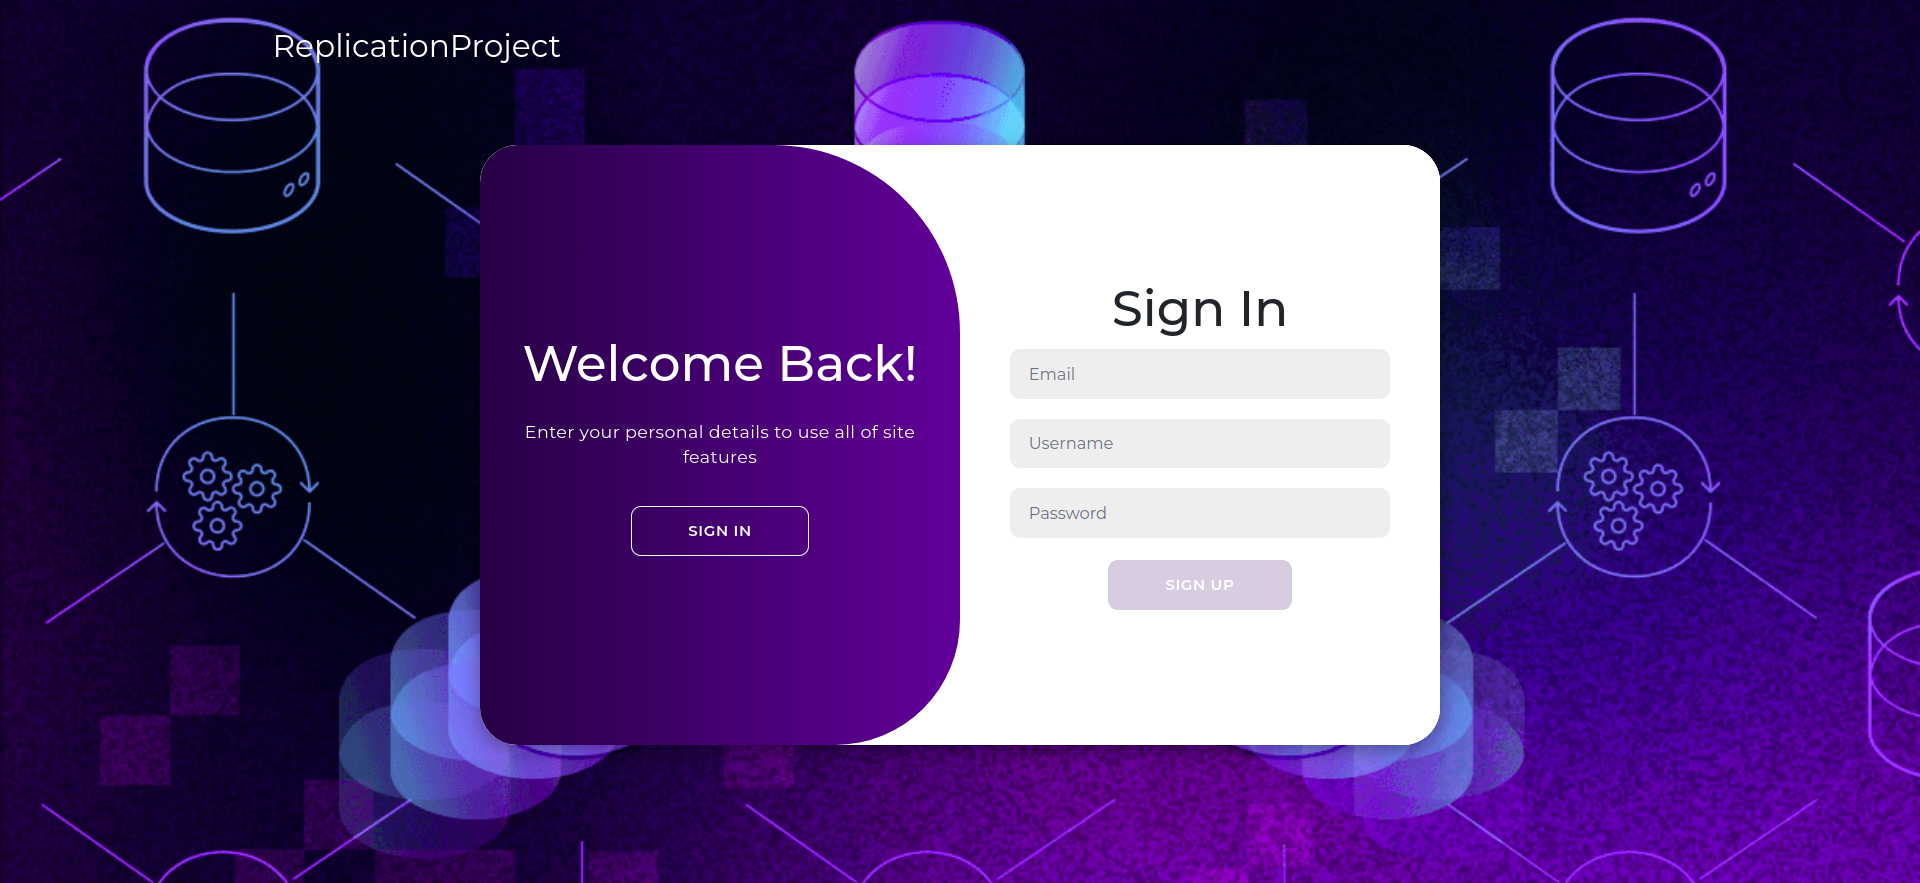 ReplicationProject
Welcome Back!
Enter your personal details to use all of site
features
SIGN IN
Sign In
Email
Username
Password
SIGN UP